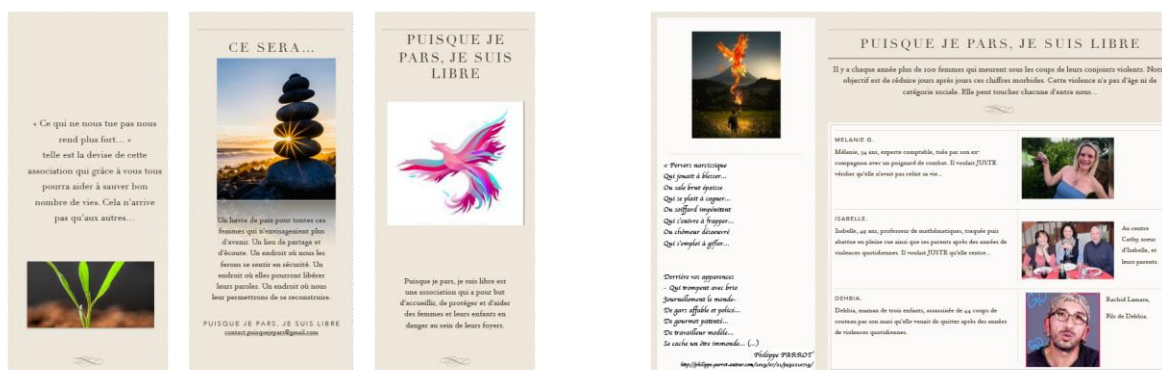 « Ce qui ne nous tue pas nous
rend plus fort... »
telle est la devise de cette
association qui grâce à vous tous
pourra aider à sauver bon
nombre de vies. Cela n'arrive
pas qu'aux autres...
CE SERA...
Un havre de paix pour toutes ces
femmes qui n'envisageaient plus
d'avenir. Un lieu de partage et
d'écoute. Un endroit où nous les
ferons se sentir en sécurité. Un
endroit où elles pourront libérer
leurs paroles. Un endroit où nous
leur permettrons de se reconstruire.
PUISQUE JE PARS, JE SUIS LIBRE
contact.puisquejepars@gmail.com
PUISQUE JE
PARS, JE SUIS
LIBRE
Puisque je pars, je suis libre est
une association qui a pour but
d'accueillir, de protéger et d'aider
des femmes et leurs enfants en
danger au sein de leurs foyers.
« Pervers narcissique
Qui jouait à blesser...
Ou sale brut épaisse
Qui se plaît à cogner...
Ou soiffard impénitent
Qui s'enivre à frapper...
Ou chômeur désœuvré
Qui s'emploi à gifler...
Derrière vos apparences
- Qui trompent avec brio
Journellement le monde-
De gars affable et policé...
De gourmet patenté...
De travailleur modèle...
Se cache un être immonde... (...)
Philippe PARROT
PUISQUE JE PARS, JE SUIS LIBRE
Il y a chaque année plus de 100 femmes qui meurent sous les coups de leurs conjoints violents. Notre
objectif est de réduire jours après jours ces chiffres morbides. Cette violence n'a pas d'âge ni de
catégorie sociale. Elle peut toucher chacune d'entre nous...
MELANIE G.
Mélanie, 34 ans, experte comptable, tuée par son ex-
compagnon avec un poignard de combat. Il voulait JUSTE
vérifier qu'elle n'avait pas refait sa vie...
ISABELLE.
Isabelle, 49 ans, professeur de mathématiques, traquée puis
abattue en pleine rue ainsi que ses parents après des années de
violences quotidiennes. Il voulait JUSTE qu'elle rentre...
Au centre
Cathy, soeur
d'Isabelle, et
leurs parents.
DEHBIA.
Dehbia, maman de trois enfants, assassinée de 44 coups de
couteau par son mari qu'elle venait de quitter après des années
de violences quotidiennes.
Rachid Lamara,
Fils de Dehbia